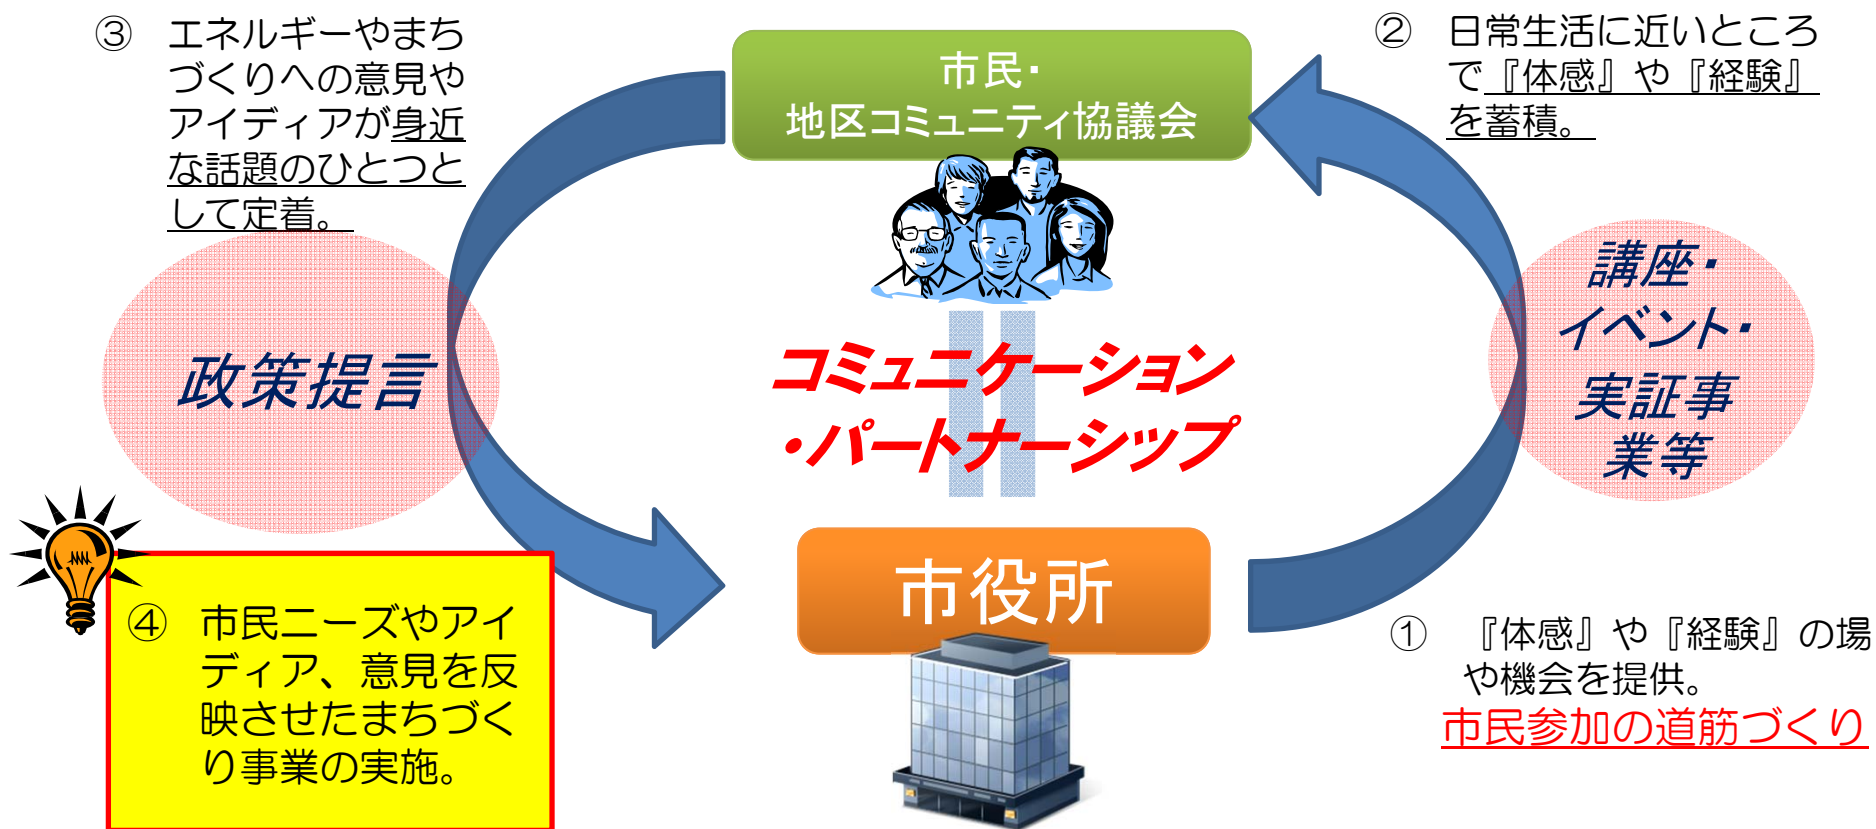 ③ エネルギーやまち
づくりへの意見や
アイディアが身近
な話題のひとつと
して定着。
市民・
地区コミュニティ協議会
② 日常生活に近いところ
で『体感』や『経験』
を蓄積。
政策提言
コミュニケーション
・パートナーシップ
講座・
イベント・
実証事
業等
④ 市民ニーズやアイ
ディア、意見を反
映させたまちづく
り事業の実施。
市役所
① 『体感』や『経験』の場
や機会を提供。
市民参加の道筋づくり